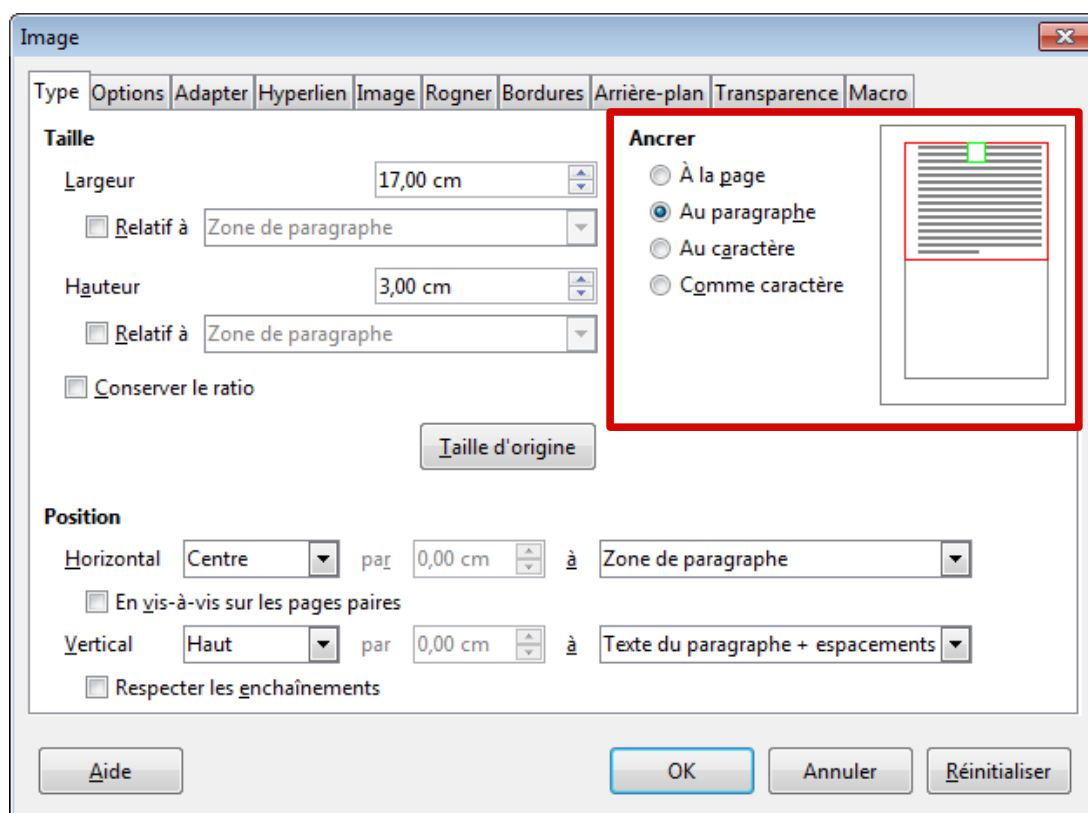 Image
Type Options Adapter Hyperlien Image Rogner Bordures Arrière-plan Transparence Macro
Taille
Largeur 17,00 cm
Relatif à Zone de paragraphe
Hauteur 3,00 cm
Relatif à Zone de paragraphe
Conserver le ratio
Taille d'origine
Ancrer
À la page
Au paragraphe
Au caractère
Comme caractère
Position
Horizontal Centre par 0,00 cm à Zone de paragraphe
En vis-à-vis sur les pages paires
Vertical Haut par 0,00 cm à Texte du paragraphe + espacements
Respecter les enchaînements
Aide OK Annuler Réinitialiser